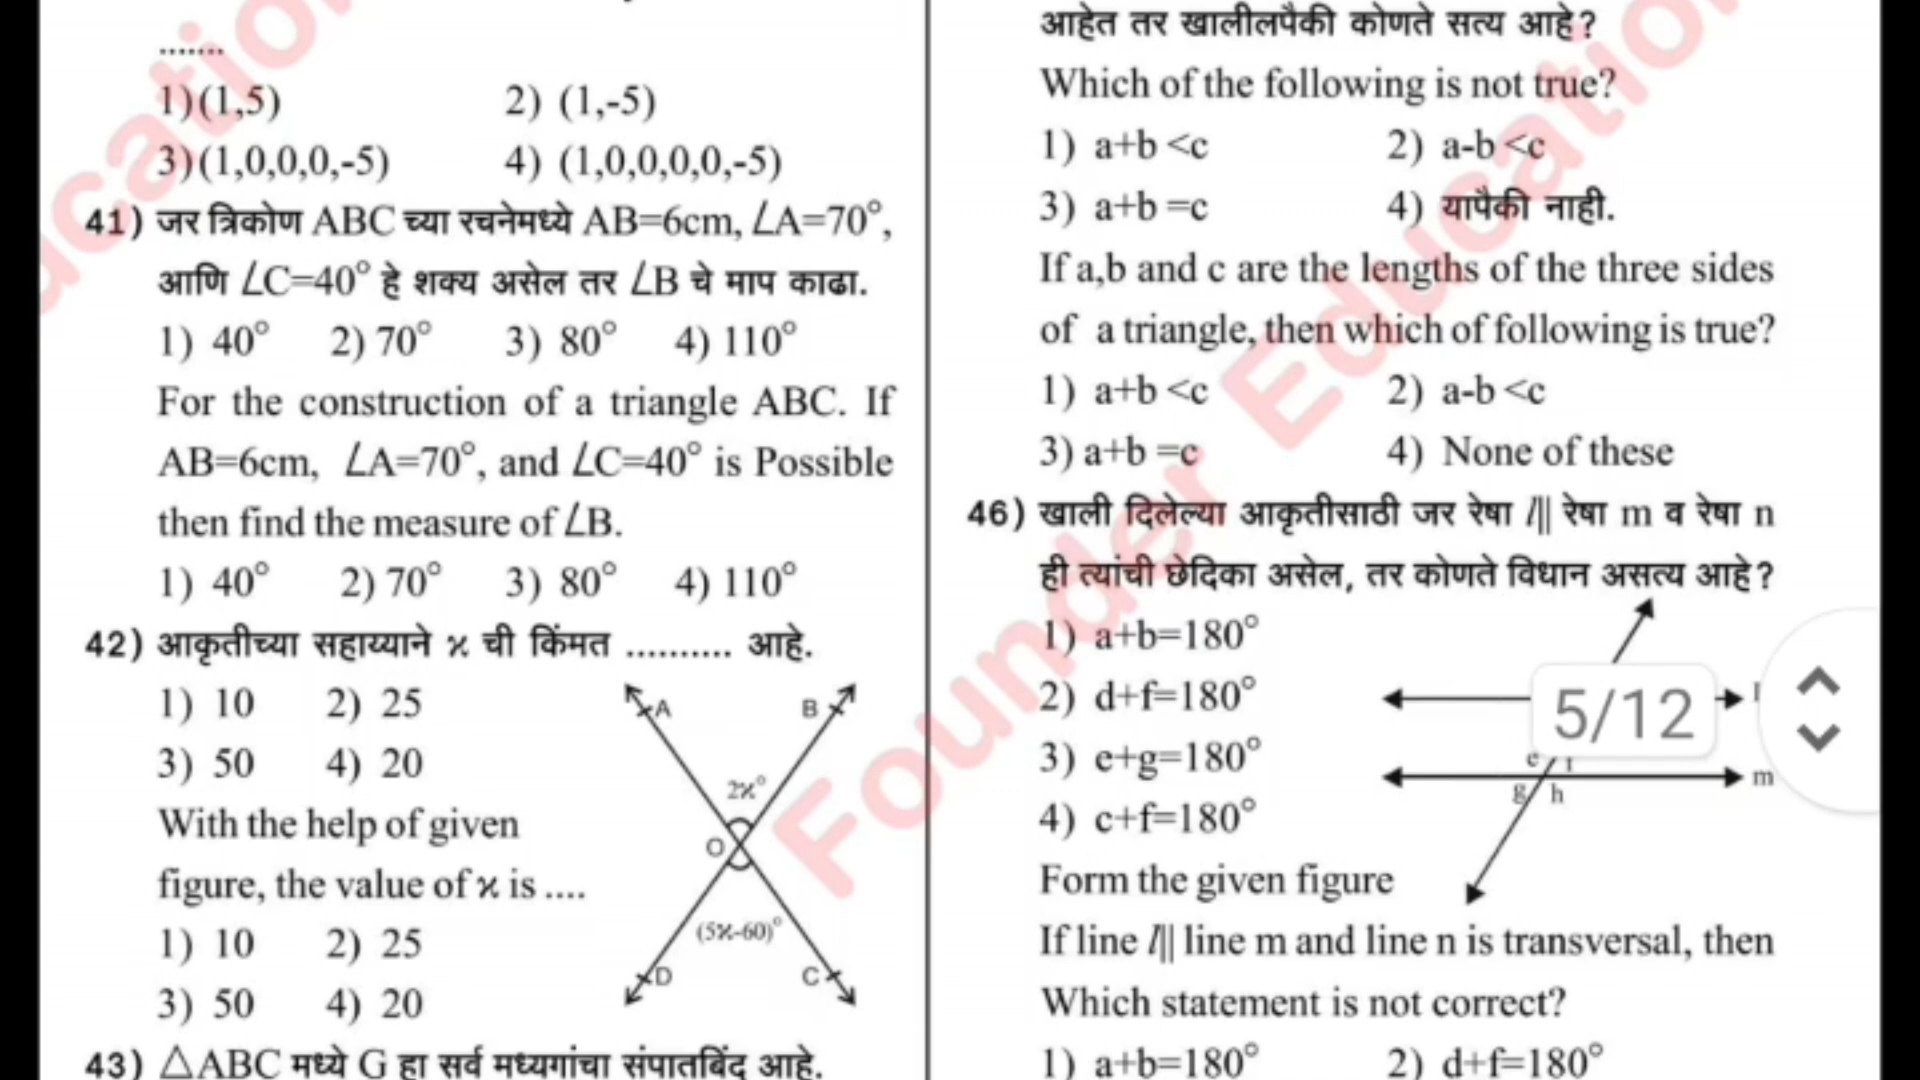 .......
1)(1,5) 2) (1,-5)
3)(1,0,0,0,-5) 4) (1,0,0,0,0,-5)
41) जर त्रिकोण ABC च्या रचनेमध्ये AB=6cm, ∠A=70°,
आणि ∠C=40° हे शक्य असेल तर ∠B चे माप काढा.
1) 40° 2) 70° 3) 80° 4) 110°
For the construction of a triangle ABC. If
AB=6cm, ∠A=70°, and ∠C=40° is Possible
then find the measure of ∠B.
1) 40° 2) 70° 3) 80° 4) 110°
42) आकृतीच्या सहाय्याने x ची किंमत .......... आहे.
1) 10 2) 25
3) 50 4) 20
With the help of given
figure, the value of x is ....
1) 10 2) 25
3) 50 4) 20
A B
2x°
O
(5x-60)°
D C
43) △ABC मध्ये G हा सर्व मध्यगांचा संपातबिंदू आहे.
आहेत तर खालीलपैकी कोणते सत्य आहे?
Which of the following is not true?
1) a+b <c 2) a-b <c
3) a+b =c 4) यापैकी नाही.
If a,b and c are the lengths of the three sides
of a triangle, then which of following is true?
1) a+b <c 2) a-b <c
3) a+b =c 4) None of these
46) खाली दिलेल्या आकृतीसाठी जर रेषा l|| रेषा m व रेषा n
ही त्यांची छेदिका असेल, तर कोणते विधान असत्य आहे?
1) a+b=180°
2) d+f=180°
3) e+g=180°
4) c+f=180°
l
5/12
e f
m
g h
Form the given figure
If line l|| line m and line n is transversal, then
Which statement is not correct?
1) a+b=180° 2) d+f=180°
Founder Education